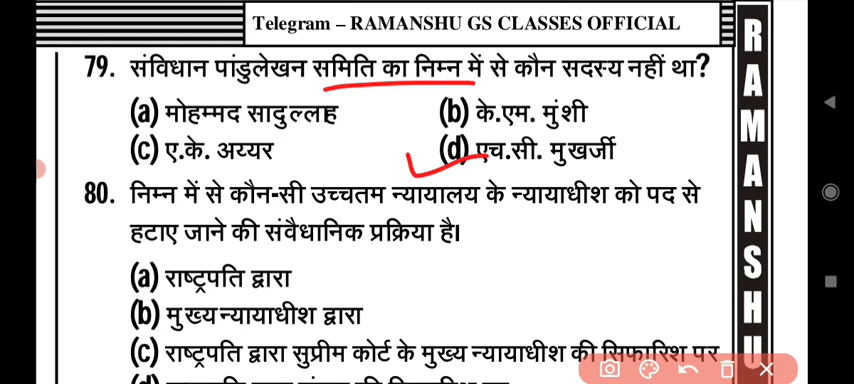 Telegram – RAMANSHU GS CLASSES OFFICIAL
79. संविधान पांडुलेखन समिति का निम्न में से कौन सदस्य नहीं था?
(a) मोहम्मद सादुल्लाह (b) के.एम. मुंशी
(c) ए.के. अय्यर (d) एच.सी. मुखर्जी
80. निम्न में से कौन-सी उच्चतम न्यायालय के न्यायाधीश को पद से
हटाए जाने की संवैधानिक प्रक्रिया है।
(a) राष्ट्रपति द्वारा
(b) मुख्य न्यायाधीश द्वारा
(c) राष्ट्रपति द्वारा सुप्रीम कोर्ट के मुख्य न्यायाधीश की सिफारिश पर
RAMANSHU